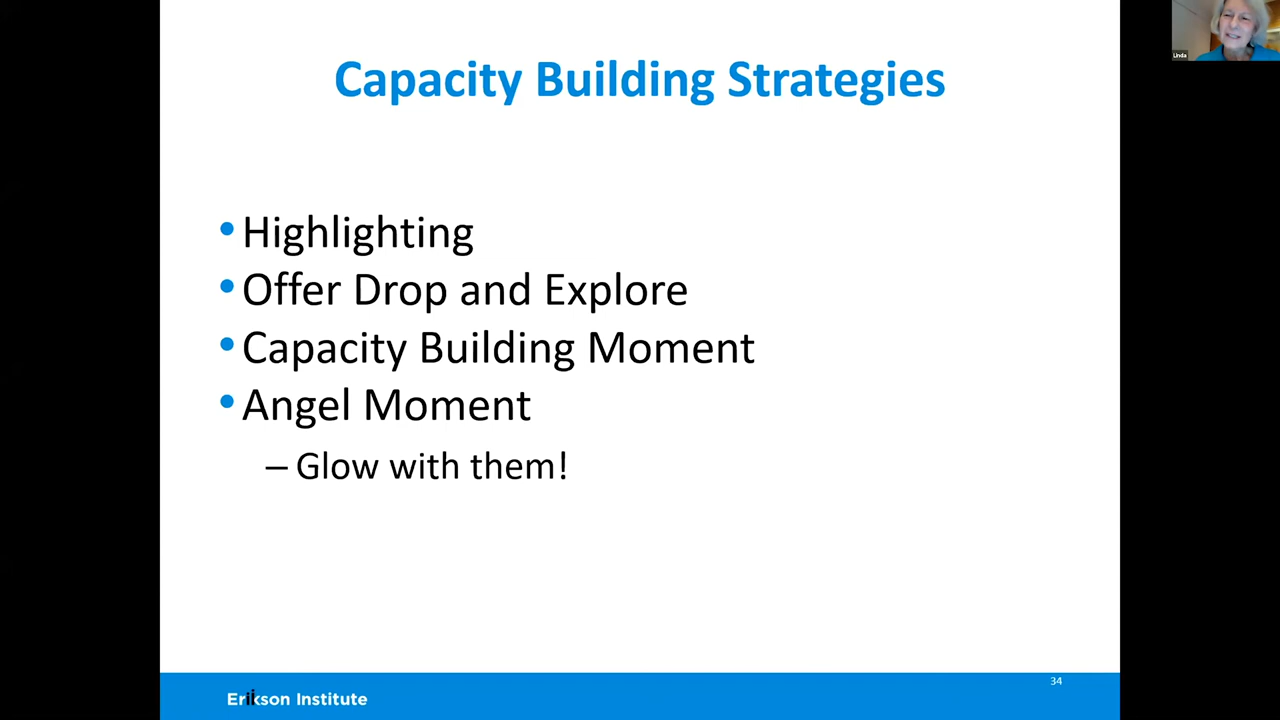 Capacity Building Strategies
Linda
• Highlighting
• Offer Drop and Explore
• Capacity Building Moment
• Angel Moment
– Glow with them!
34
Erikson Institute